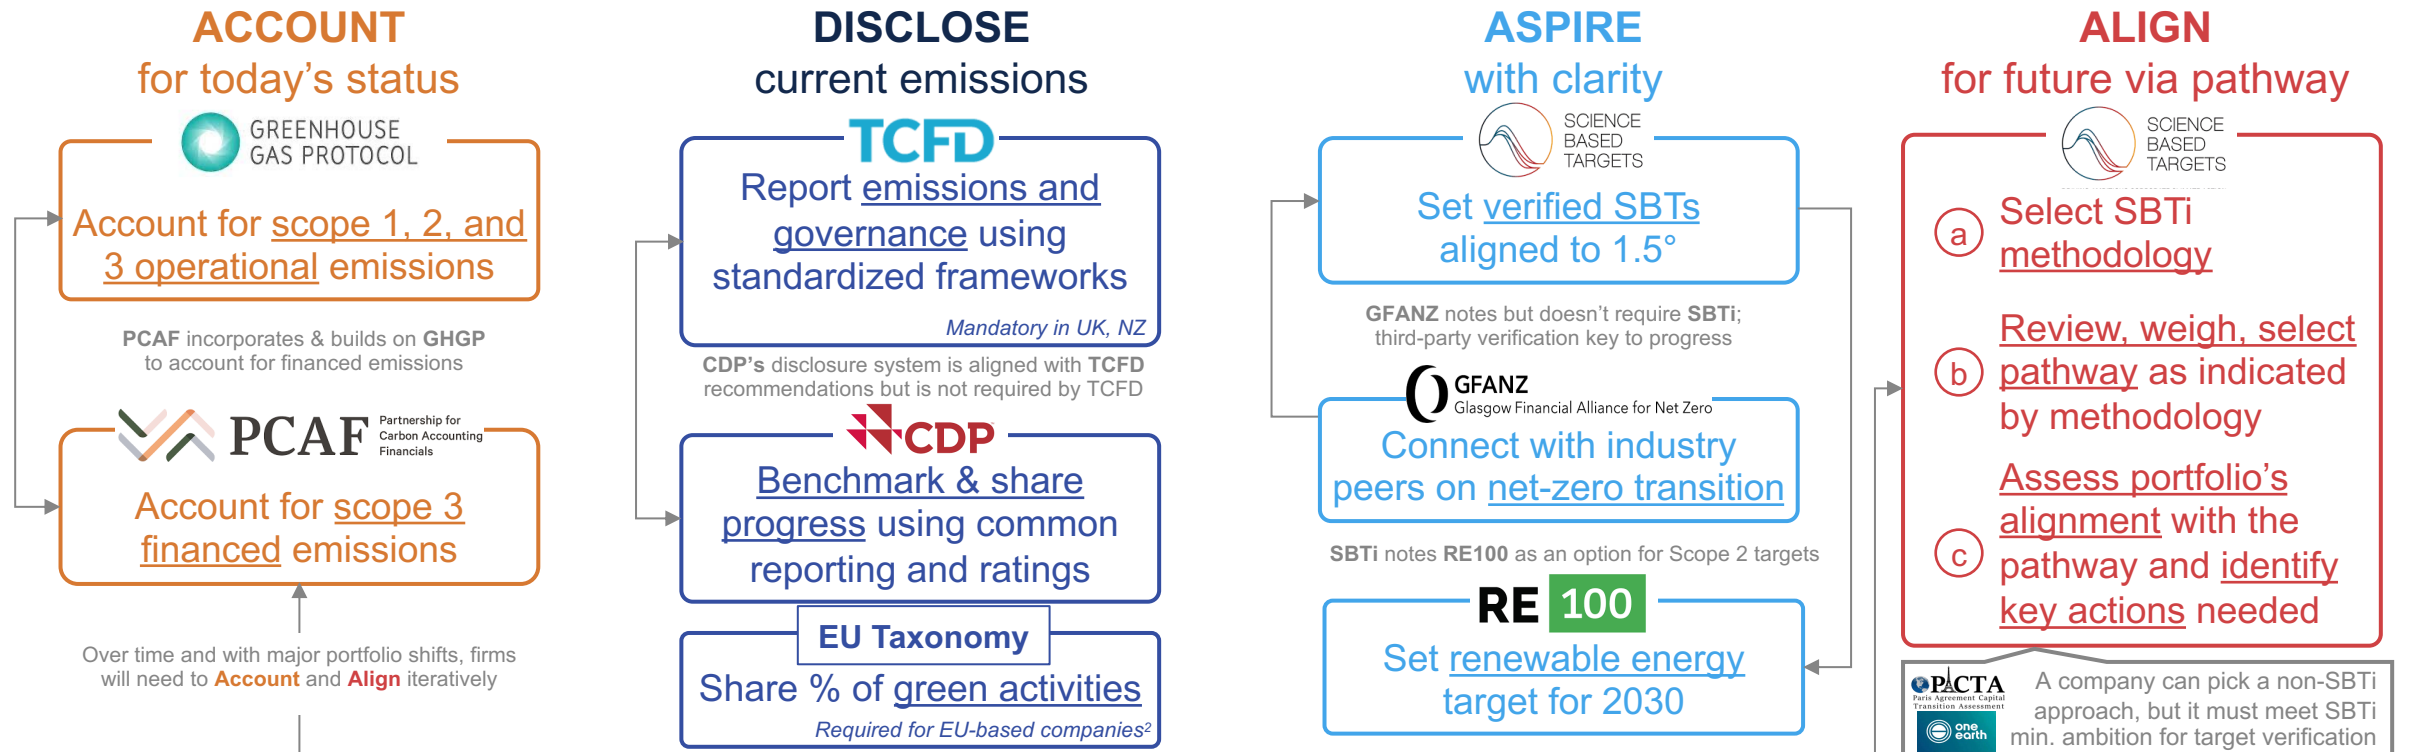 ACCOUNT
for today's status
GREENHOUSE
GAS PROTOCOL
Account for scope 1, 2, and
3 operational emissions
PCAF incorporates & builds on GHGP
to account for financed emissions
PCAF
Partnership for
Carbon Accounting
Financials
Account for scope 3
financed emissions
Over time and with major portfolio shifts, firms
will need to Account and Align iteratively
DISCLOSE
current emissions
TCFD
Report emissions and
governance using
standardized frameworks
Mandatory in UK, NZ
CDP's disclosure system is aligned with TCFD
recommendations but is not required by TCFD
CDP
Benchmark & share
progress using common
reporting and ratings
EU Taxonomy
Share % of green activities
Required for EU-based companies²
ASPIRE
with clarity
SCIENCE
BASED
TARGETS
Set verified SBTs
aligned to 1.5°
GFANZ notes but doesn't require SBTi;
third-party verification key to progress
GFANZ
Glasgow Financial Alliance for Net Zero
Connect with industry
peers on net-zero transition
SBTi notes RE100 as an option for Scope 2 targets
RE 100
Set renewable energy
target for 2030
ALIGN
for future via pathway
SCIENCE
BASED
TARGETS
a
Select SBTi
methodology
b
Review, weigh, select
pathway as indicated
by methodology
c
Assess portfolio's
alignment with the
pathway and identify
key actions needed
PACTA
Paris Agreement Capital
Transition Assessment
one
earth
A company can pick a non-SBTi
approach, but it must meet SBTi
min. ambition for target verification